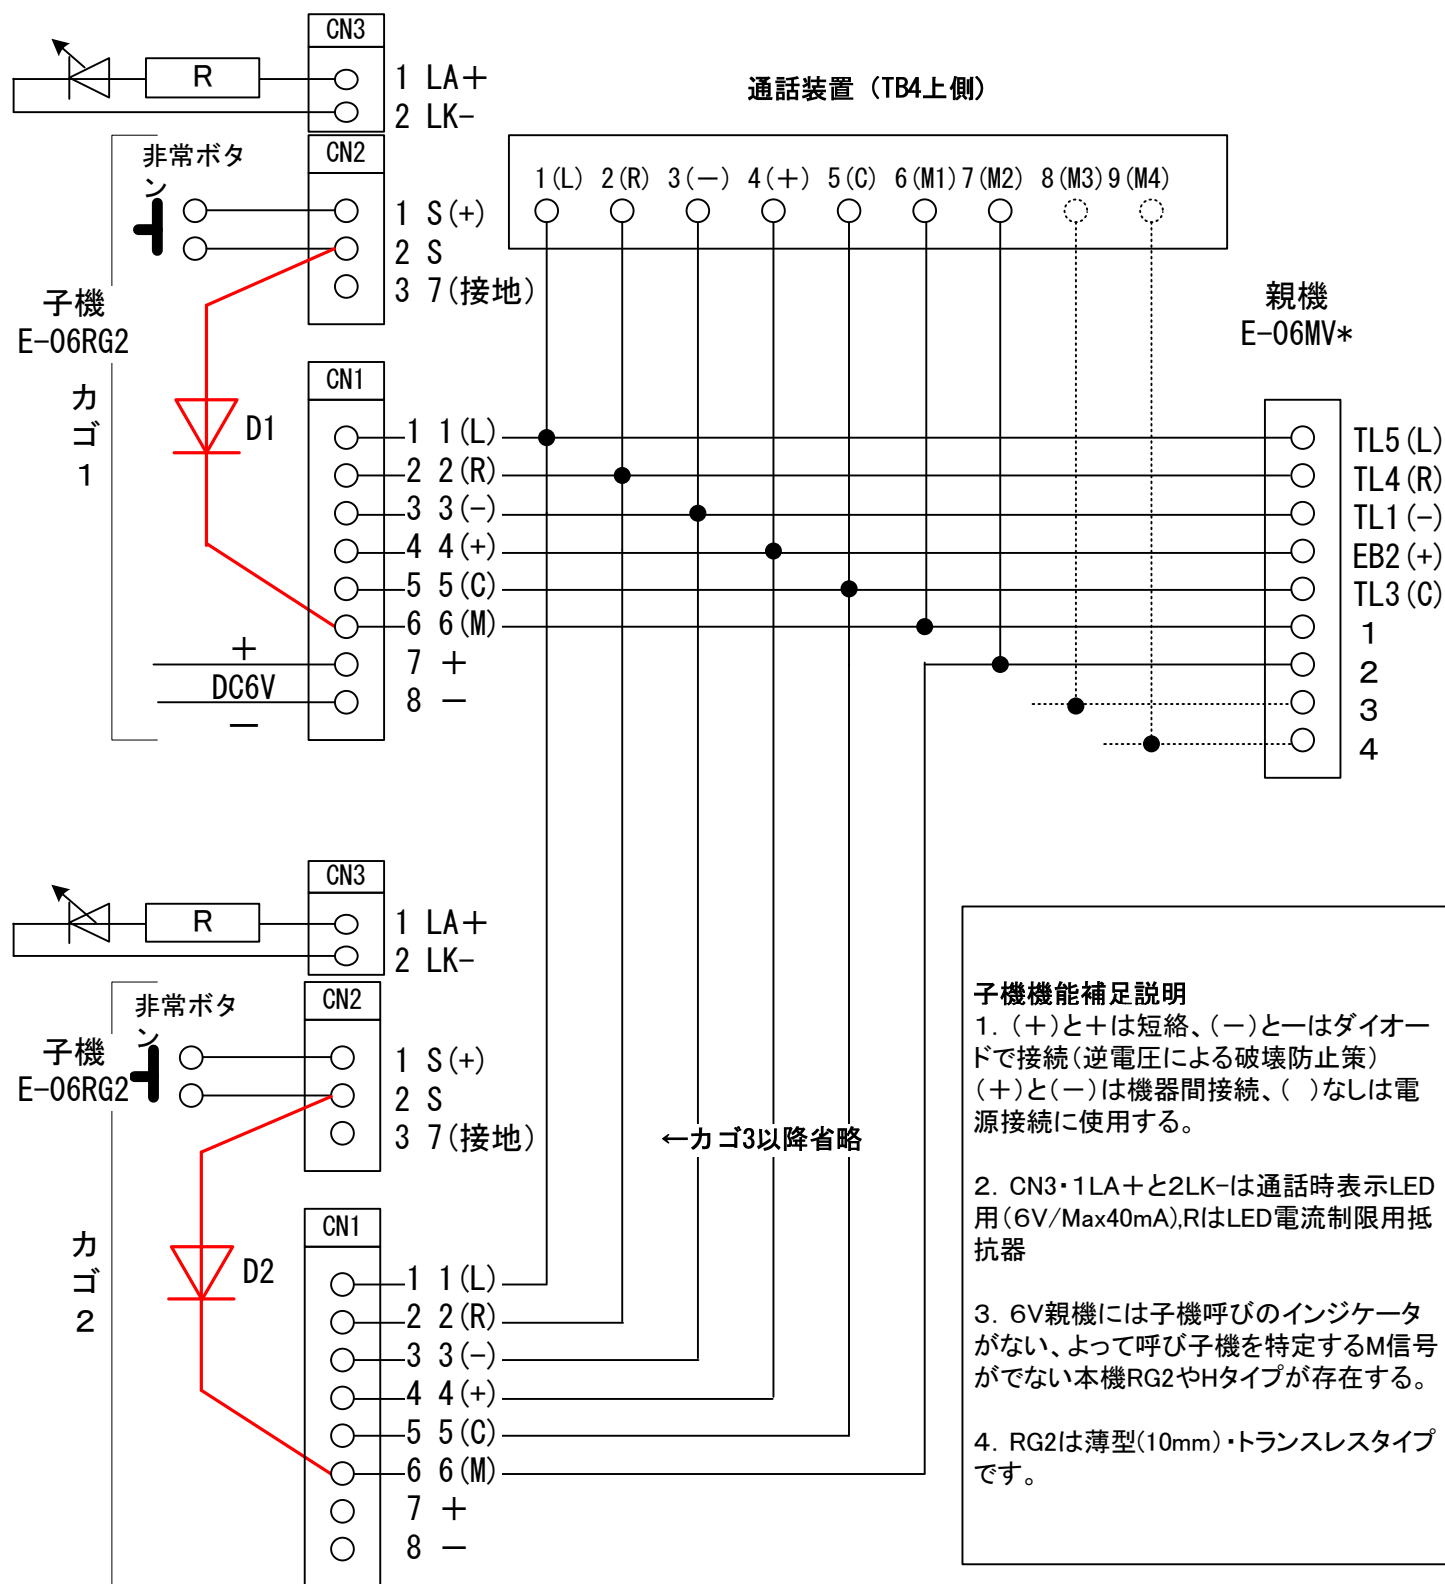 CN3
R
1 LA+
2 LK-
通話装置（TB4上側）
非常ボタ
ン
CN2
1 S(+)
2 S
3 7(接地)
1(L) 2(R) 3(－) 4(＋) 5(C) 6(M1) 7(M2) 8(M3) 9(M4)
子機
E-06RG2
カ
ゴ
1
D1
CN1
1 1(L)
2 2(R)
3 3(-)
4 4(+)
5 5(C)
6 6(M)
7 ＋
8 －
＋
DC6V
－
親機
E-06MV*
TL5(L)
TL4(R)
TL1(-)
EB2(+)
TL3(C)
1
2
3
4
CN3
R
1 LA+
2 LK-
非常ボタ
ン
CN2
1 S(+)
2 S
3 7(接地)
子機
E-06RG2
カ
ゴ
2
D2
←カゴ3以降省略
CN1
1 1(L)
2 2(R)
3 3(-)
4 4(+)
5 5(C)
6 6(M)
7 ＋
8 －
子機機能補足説明
1. (＋)と＋は短絡、(－)とーはダイオー
ドで接続(逆電圧による破壊防止策)
(＋)と(－)は機器間接続、( )なしは電
源接続に使用する。
2. CN3・1LA＋と2LK-は通話時表示LED
用(6V/Max40mA),RはLED電流制限用抵
抗器
3. 6V親機には子機呼びのインジケータ
がない、よって呼び子機を特定するM信号
がでない本機RG2やHタイプが存在する。
4. RG2は薄型(10mm)・トランスレスタイプ
です。